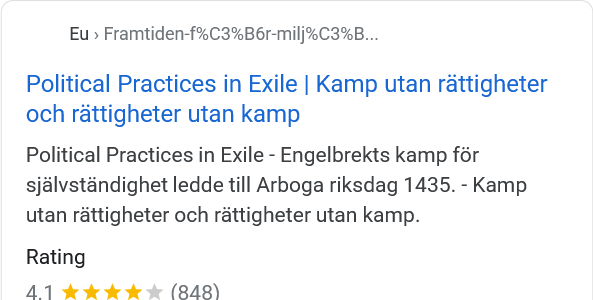 Eu › Framtiden-f%C3%B6r-milj%C3%B...
Political Practices in Exile | Kamp utan rättigheter
och rättigheter utan kamp
Political Practices in Exile - Engelbrekts kamp för
självständighet ledde till Arboga riksdag 1435. - Kamp
utan rättigheter och rättigheter utan kamp.
Rating
4.1 ★★★★★ (848)